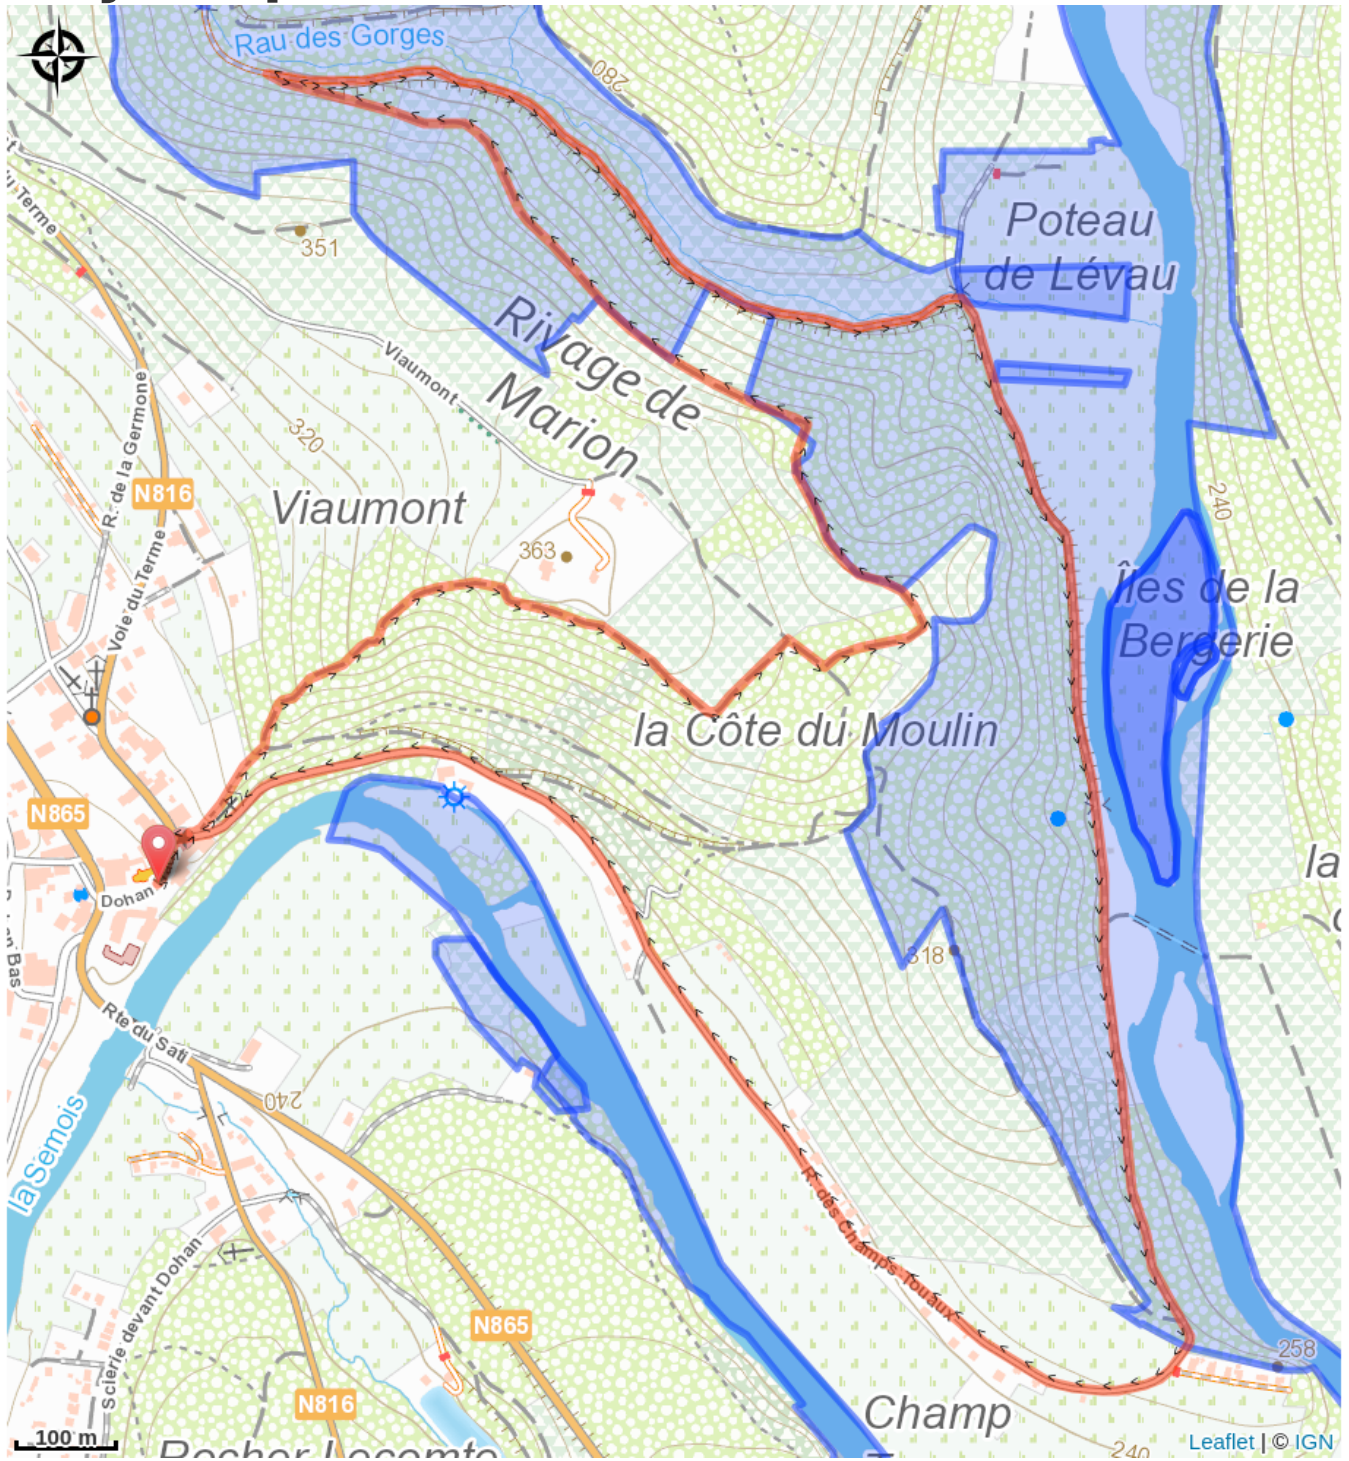 Rau des Gorges
280
Poteau
de Lévau
351
Rivage de
Marion
Viaumont
320
R. de la Germone
N816
Viaumont
363
240
Îles de la
Bergerie
Voie du Terme
la Côte du Moulin
N865
Dohan
318
la
Rte du Sati
la Semois
240
R. des Champs Touaux
Scierie devant Dohan
N865
258
N816
Champ
240
100 m
Rocher Lecomte
Leaflet | © IGN